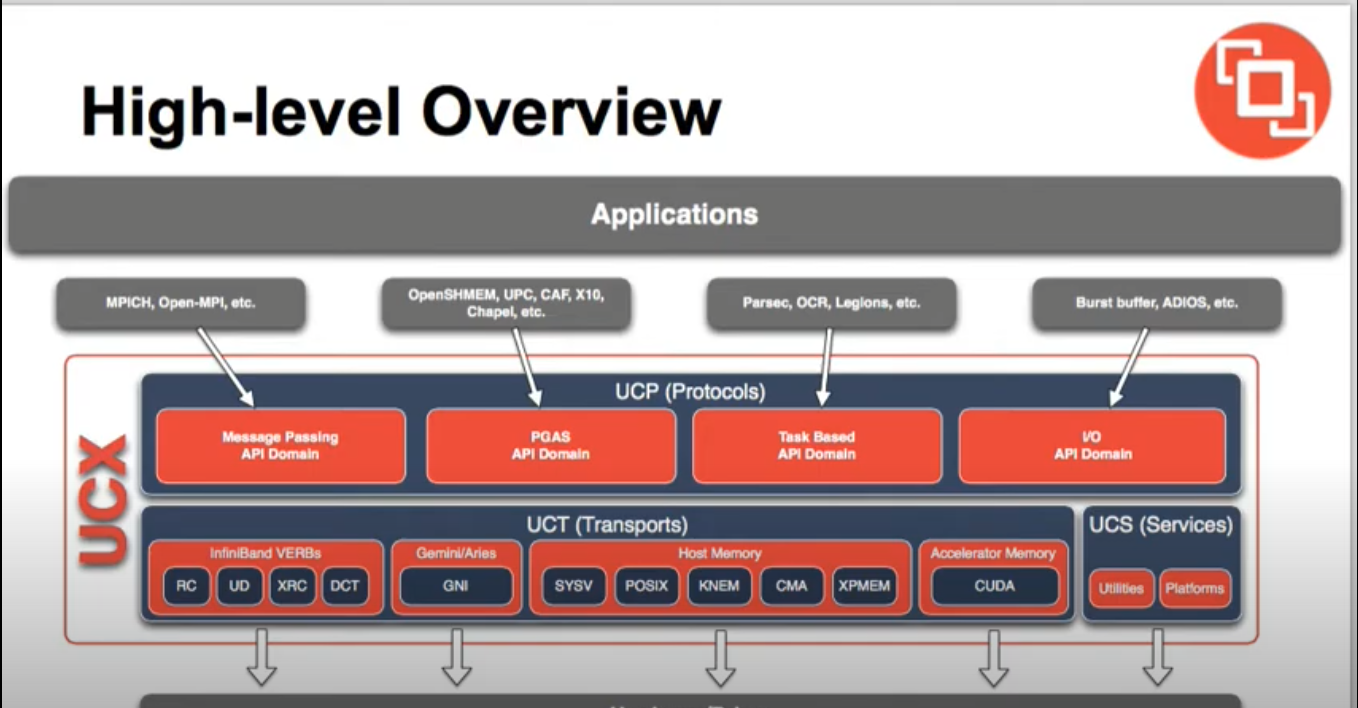 High-level Overview
Applications
MPICH, Open-MPI, etc.
OpenSHMEM, UPC, CAF, X10,
Chapel, etc.
Parsec, OCR, Legions, etc.
Burst buffer, ADIOS, etc.
UCX
UCP (Protocols)
Message Passing
API Domain
PGAS
API Domain
Task Based
API Domain
I/O
API Domain
UCT (Transports)
InfiniBand VERBs
RC
UD
XRC
DCT
Gemini/Aries
GNI
Host Memory
SYSV
POSIX
KNEM
CMA
XPMEM
Accelerator Memory
CUDA
UCS (Services)
Utilities
Platforms